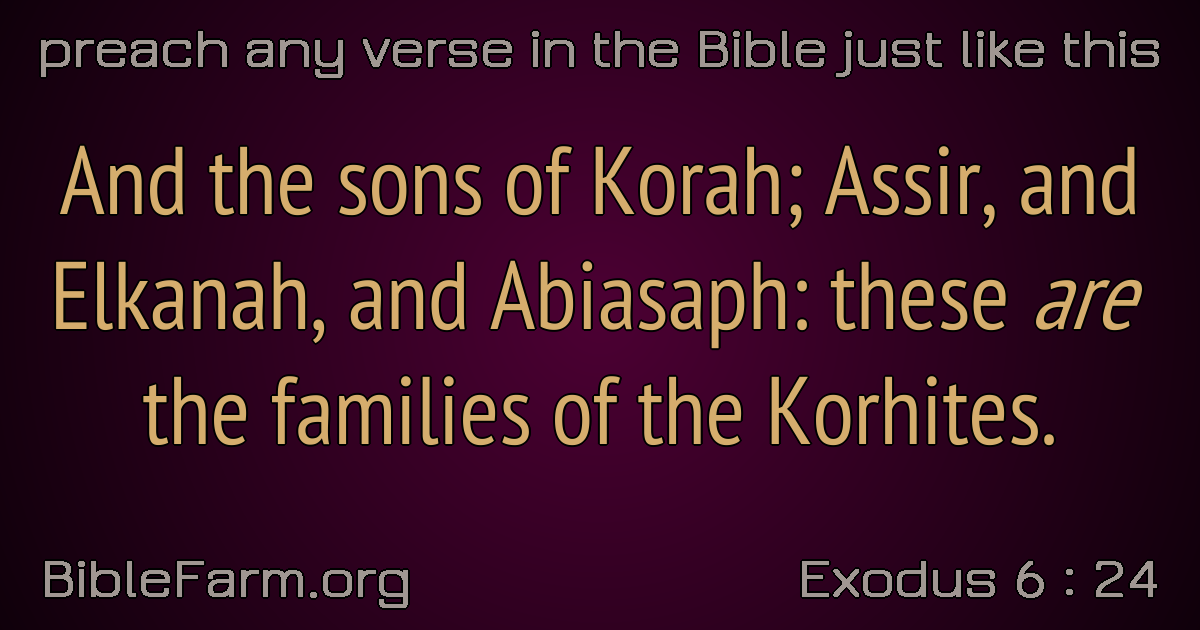 preach any verse in the Bible just like this
And the sons of Korah; Assir, and
Elkanah, and Abiasaph: these are
the families of the Korhites.
BibleFarm.org
Exodus 6 : 24